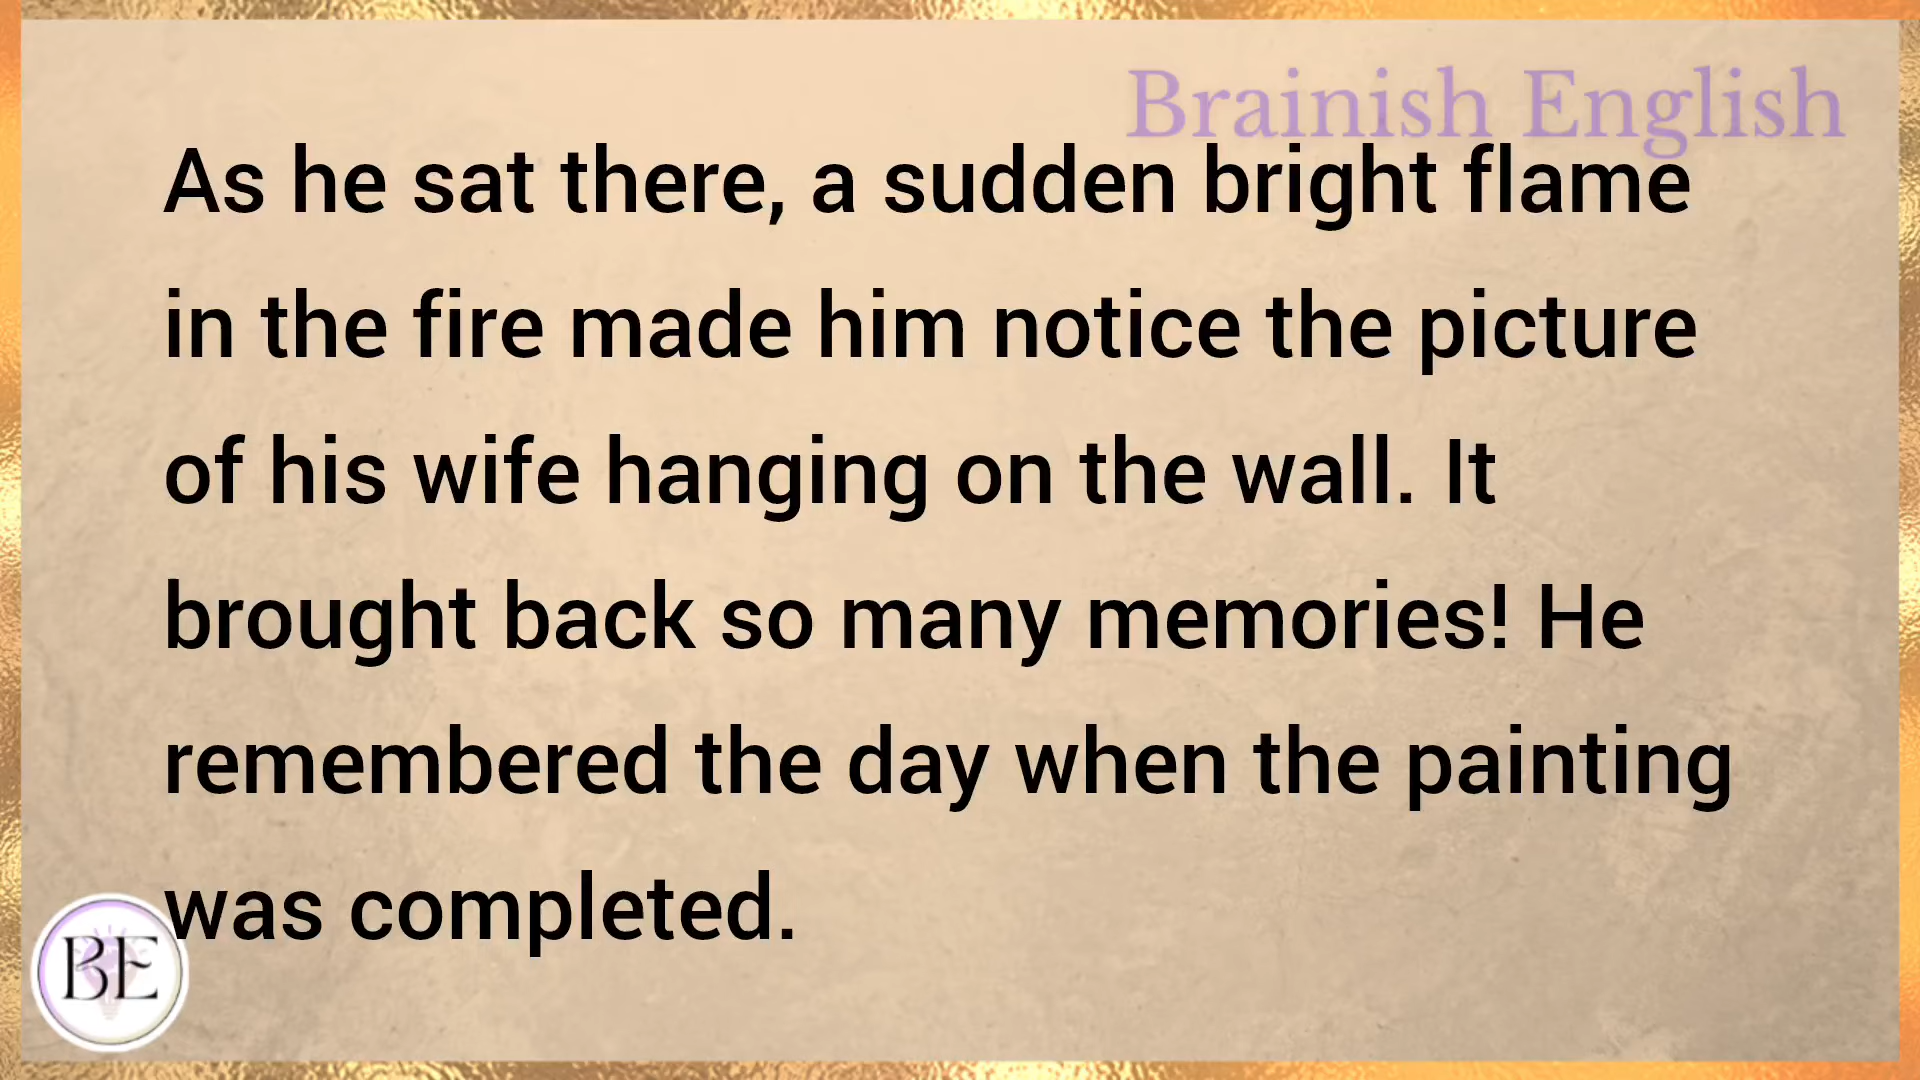 Brainish English
As he sat there, a sudden bright flame
in the fire made him notice the picture
of his wife hanging on the wall. It
brought back so many memories! He
remembered the day when the painting
was completed.
BE